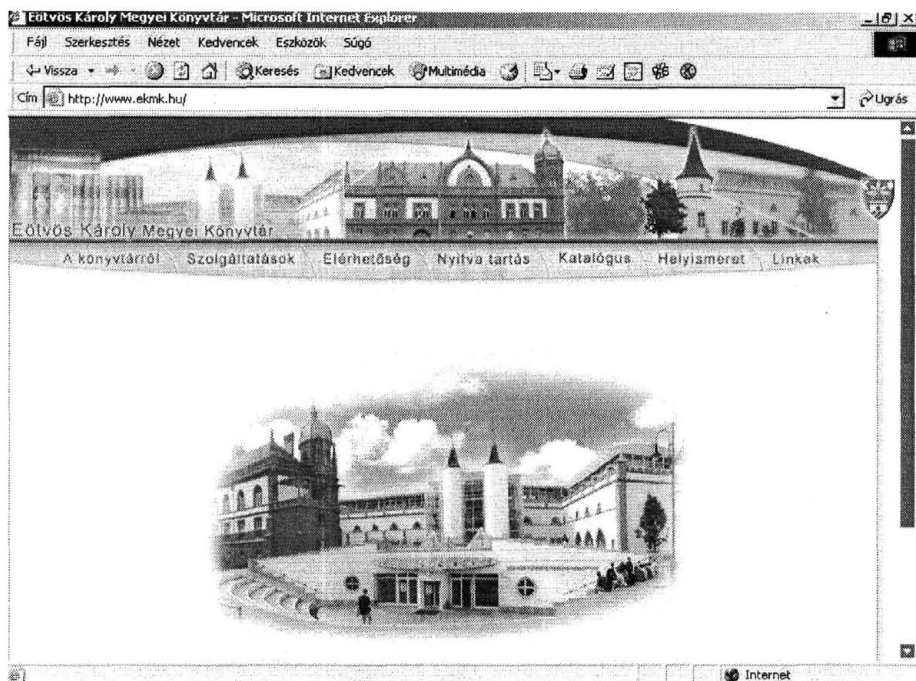 Eötvös Károly Megyei Könyvtár - Microsoft Internet Explorer
Fájl Szerkesztés Nézet Kedvencek Eszközök Súgó
Vissza Keresés Kedvencek Multimédia
Cím http://www.ekmk.hu/ Ugrás
Eötvös Károly Megyei Könyvtár
A könyvtárról Szolgáltatások Elérhetőség Nyitva tartás Katalógus Helyismeret Linkek
Internet